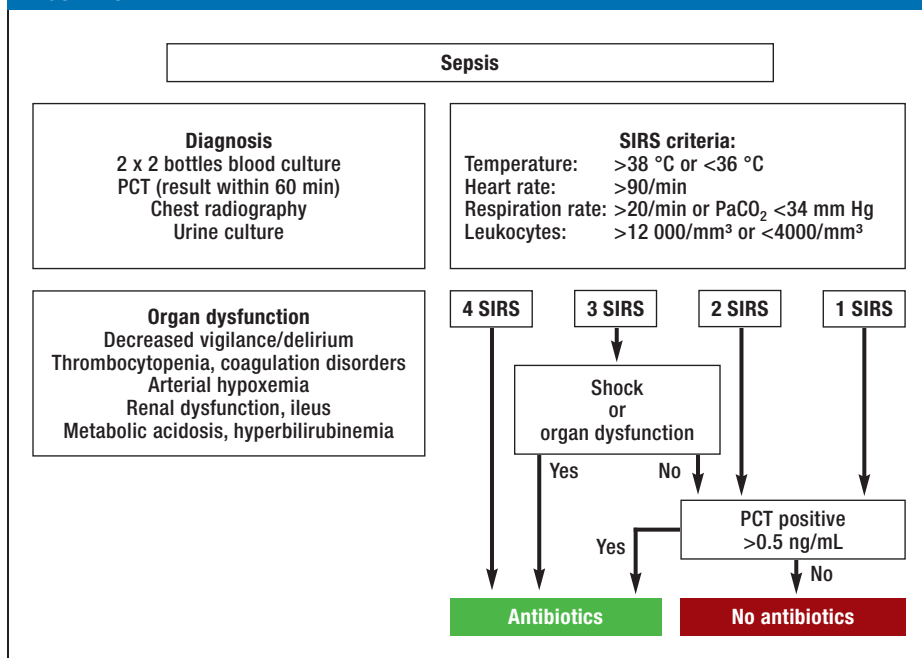 Sepsis
Diagnosis
2 x 2 bottles blood culture
PCT (result within 60 min)
Chest radiography
Urine culture
SIRS criteria:
Temperature: >38 °C or <36 °C
Heart rate: >90/min
Respiration rate: >20/min or PaCO₂ <34 mm Hg
Leukocytes: >12 000/mm³ or <4000/mm³
Organ dysfunction
Decreased vigilance/delirium
Thrombocytopenia, coagulation disorders
Arterial hypoxemia
Renal dysfunction, ileus
Metabolic acidosis, hyperbilirubinemia
4 SIRS
3 SIRS
2 SIRS
1 SIRS
Shock
or
organ dysfunction
Yes
No
PCT positive
>0.5 ng/mL
Yes
No
Antibiotics
No antibiotics